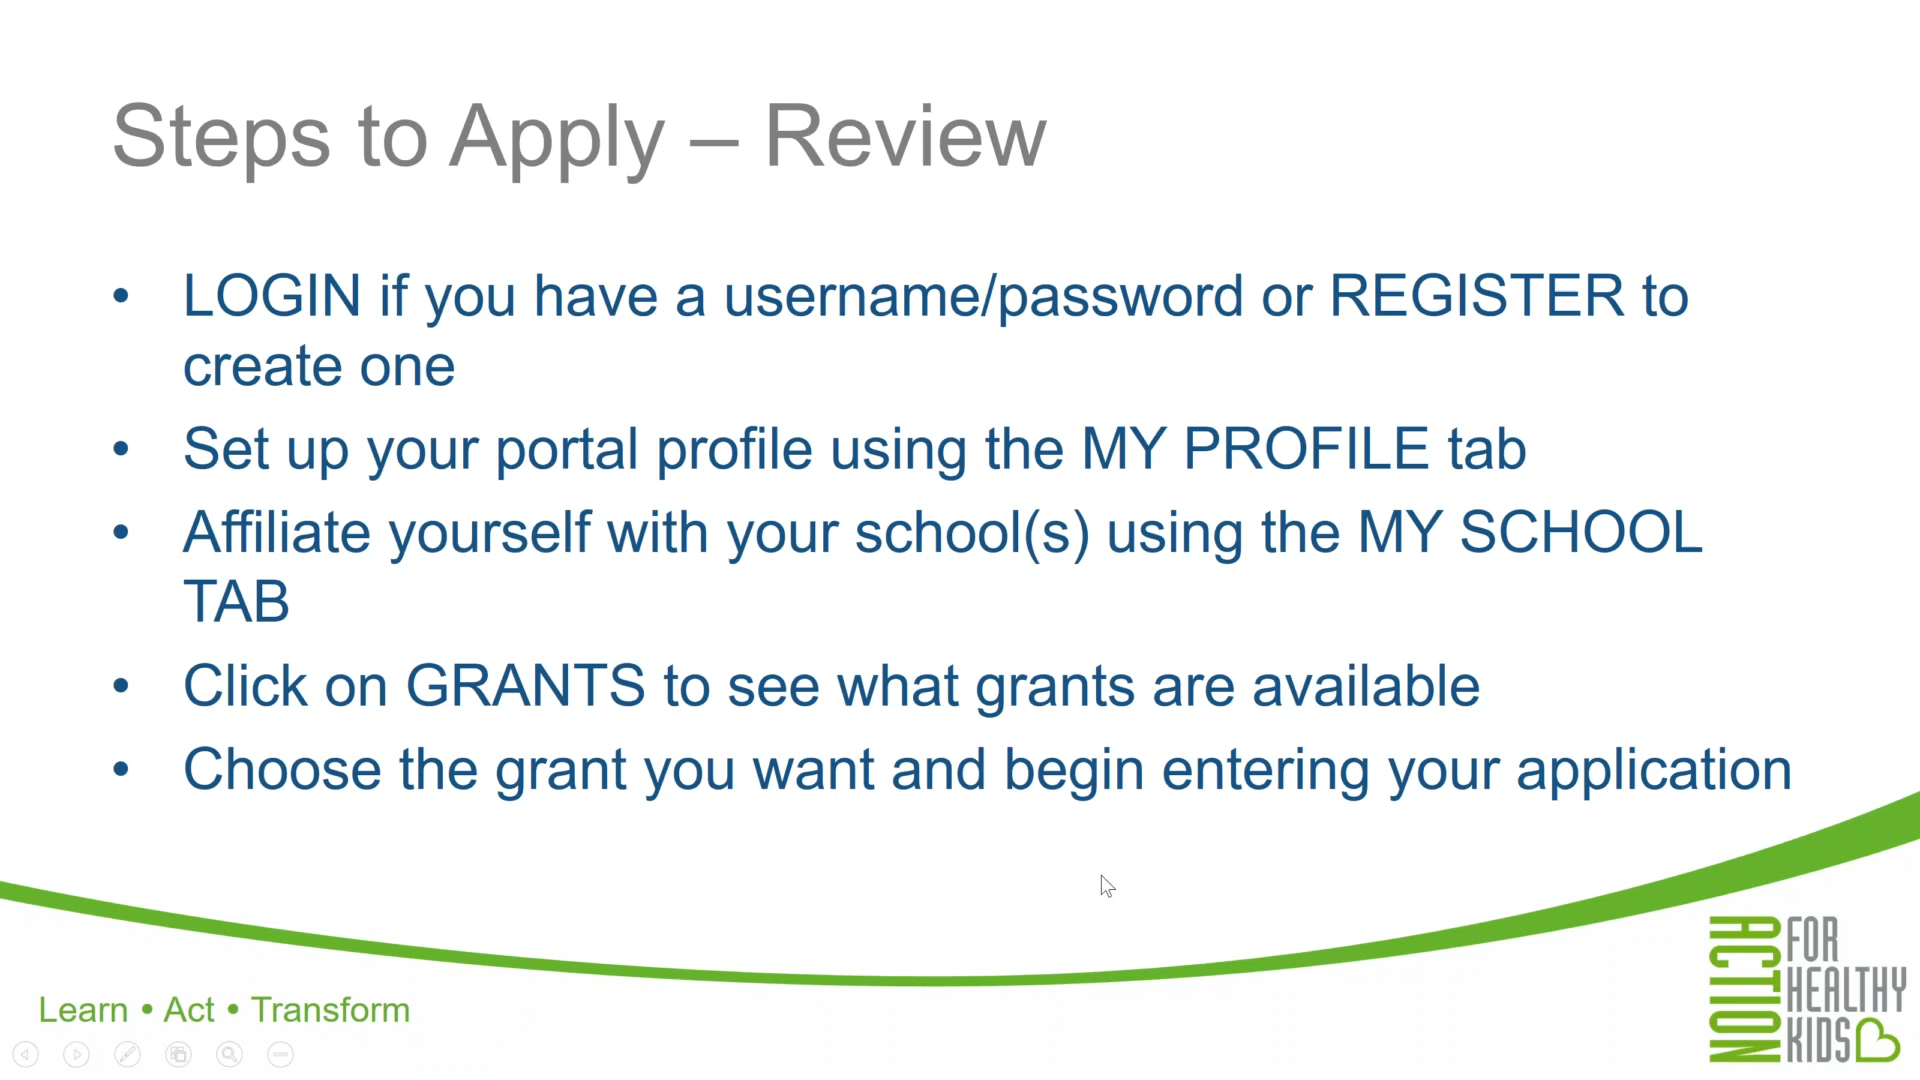 Steps to Apply – Review
• LOGIN if you have a username/password or REGISTER to
create one
• Set up your portal profile using the MY PROFILE tab
• Affiliate yourself with your school(s) using the MY SCHOOL
TAB
• Click on GRANTS to see what grants are available
• Choose the grant you want and begin entering your application
Learn • Act • Transform
ACTION
FOR
HEALTHY
KIDS